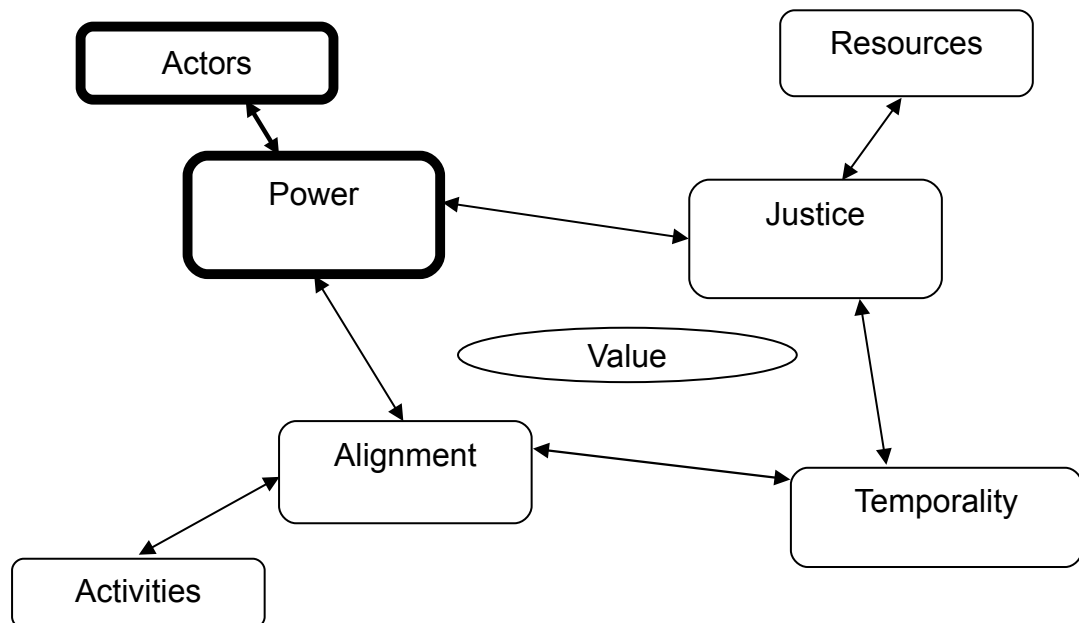 Actors
Resources
Power
Justice
Value
Alignment
Temporality
Activities